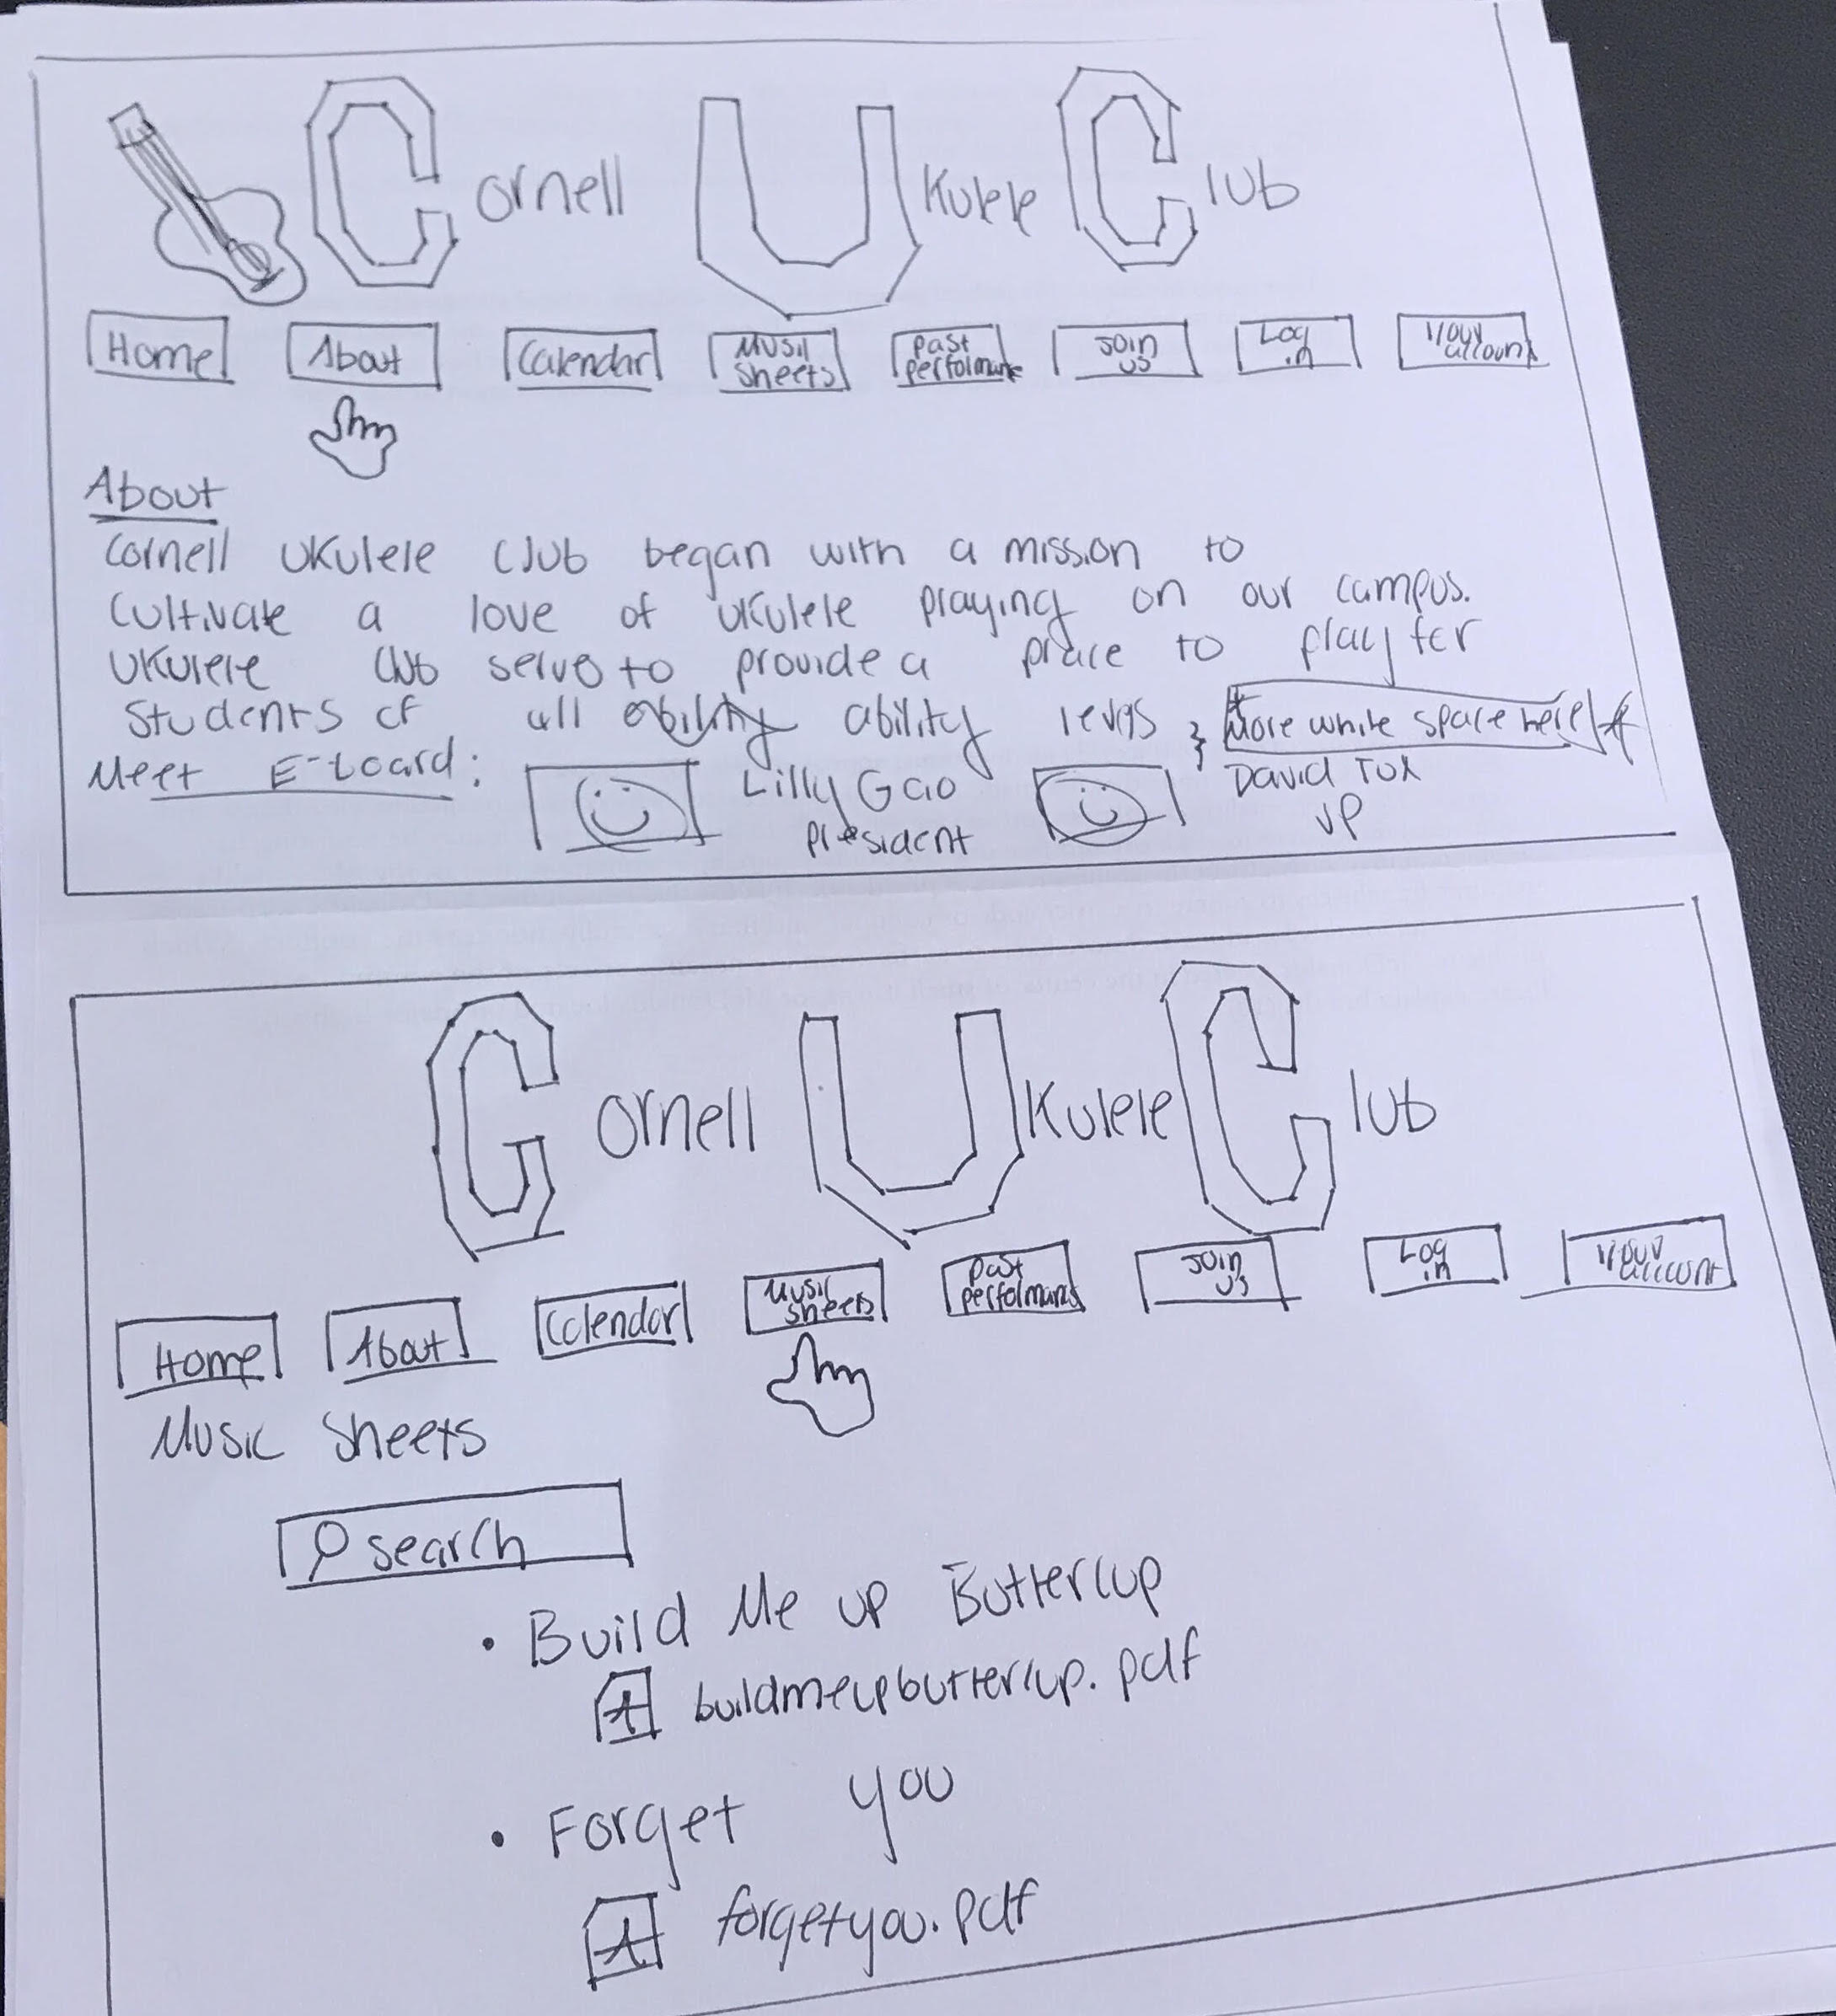 Cornell Ukulele Club
Home About Calendar Music Sheets Past performans Join us Log in Your account
About
Cornell Ukulele Club began with a mission to
cultivate a love of ukulele playing on our campus.
Ukulele Club serve to provide a place to play for
students of all ability ability levels *More white space here*
Meet E-board: Lilly Gao David Tox
president VP
Cornell Ukulele Club
Home About Calendar Music Sheets Past performans Join us Log in Your account
Music Sheets
search
• Build Me up Buttercup
buildmeupbuttercup.pdf
• Forget you
forgetyou.pdf